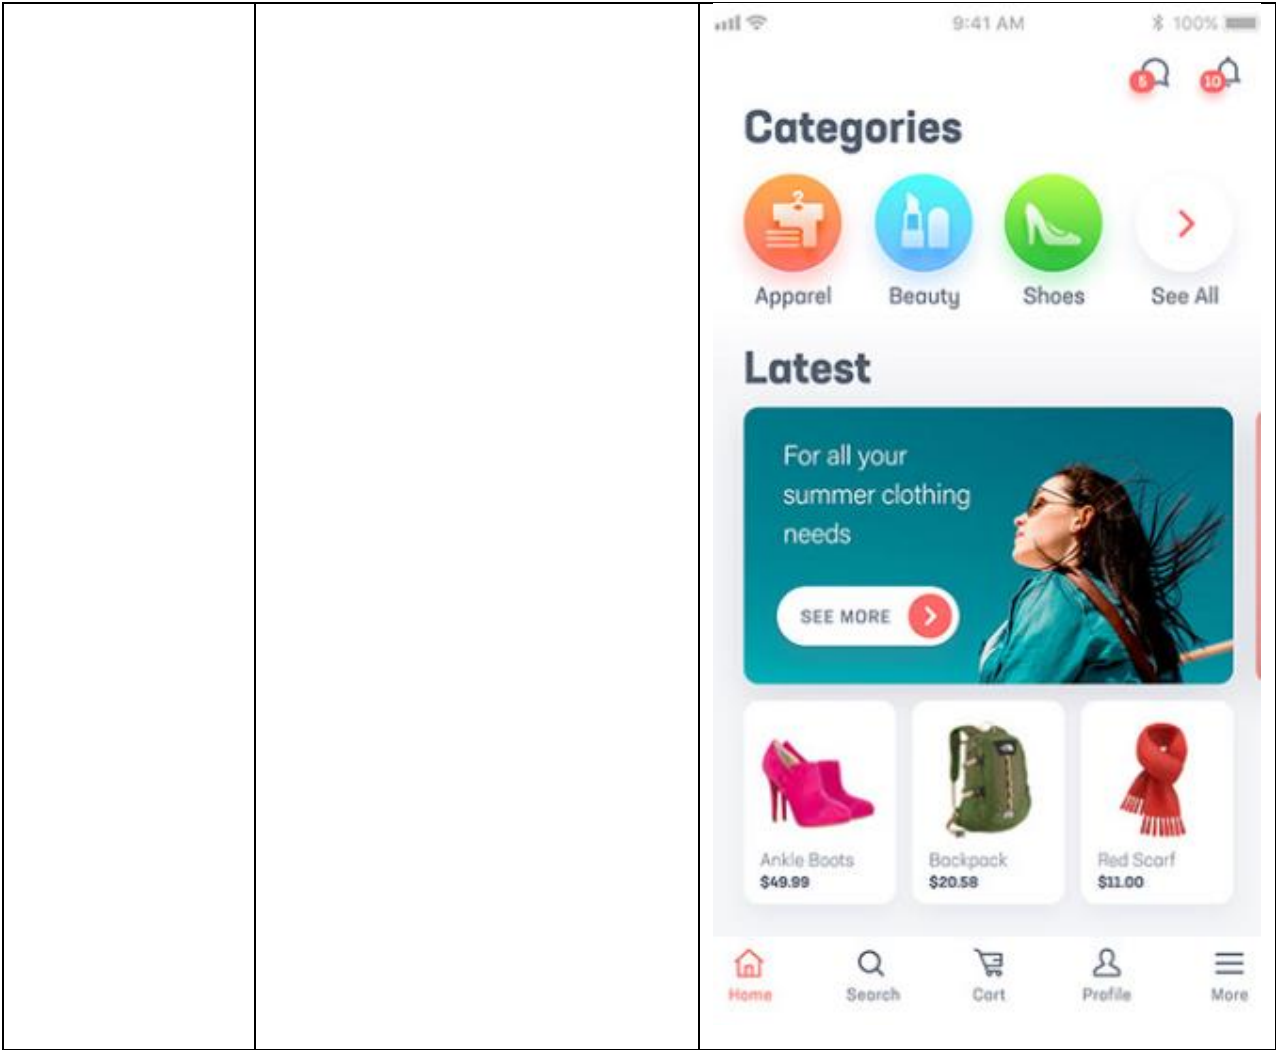 9:41 AM
100%
5
10
Categories
Apparel
Beauty
Shoes
See All
Latest
For all your
summer clothing
needs
SEE MORE
Ankle Boots
$49.99
Backpack
$20.58
Red Scarf
$11.00
Home
Search
Cart
Profile
More